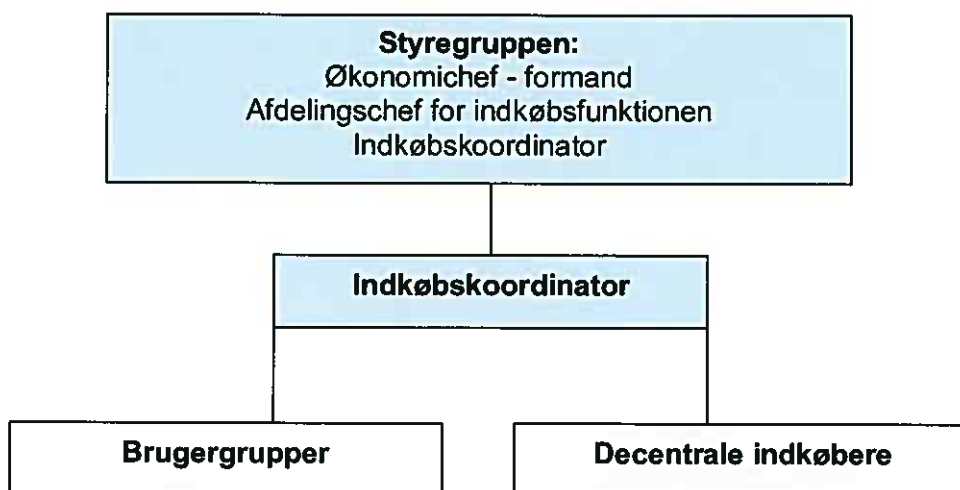 Styregruppen:
Økonomichef - formand
Afdelingschef for indkøbsfunktionen
Indkøbskoordinator
Indkøbskoordinator
Brugergrupper
Decentrale indkøbere